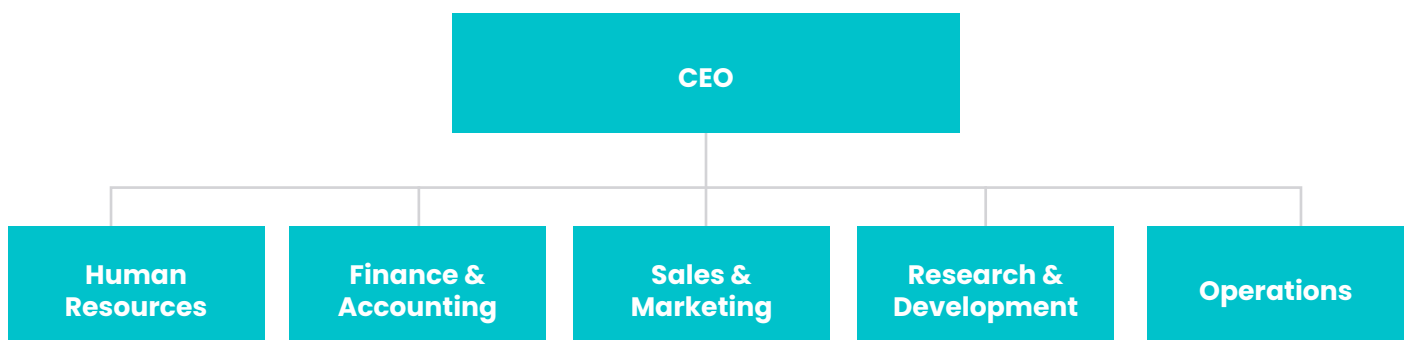 CEO
Human
Resources
Finance &
Accounting
Sales &
Marketing
Research &
Development
Operations